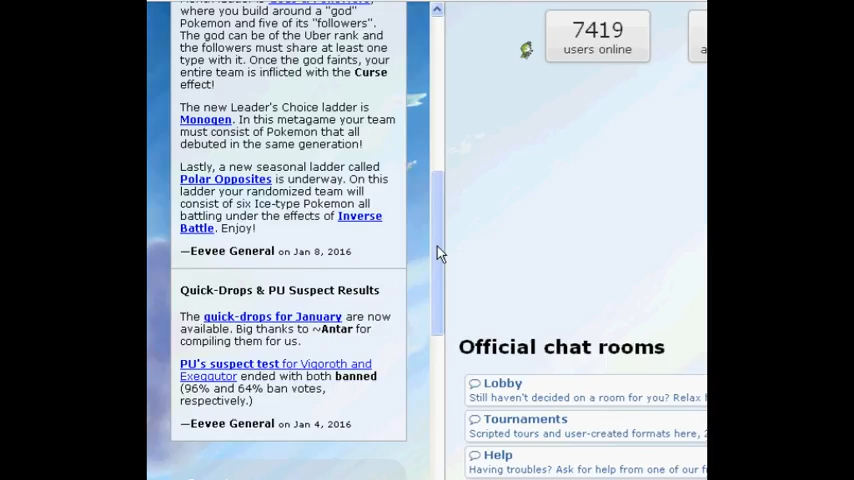 where you build around a "god"
Pokemon and five of its "followers".
The god can be of the Uber rank and
the followers must share at least one
type with it. Once the god faints, your
entire team is inflicted with the Curse
effect!
The new Leader's Choice ladder is
Monogen. In this metagame your team
must consist of Pokemon that all
debuted in the same generation!
Lastly, a new seasonal ladder called
Polar Opposites is underway. On this
ladder your randomized team will
consist of six Ice-type Pokemon all
battling under the effects of Inverse
Battle. Enjoy!
—Eevee General on Jan 8, 2016
Quick-Drops & PU Suspect Results
The quick-drops for January are now
available. Big thanks to ~Antar for
compiling them for us.
PU's suspect test for Vigoroth and
Exeggutor ended with both banned
(96% and 64% ban votes,
respectively.)
—Eevee General on Jan 4, 2016
7419
users online
Official chat rooms
Lobby
Still haven't decided on a room for you? Relax
Tournaments
Scripted tours and user-created formats here,
Help
Having troubles? Ask for help from one of our